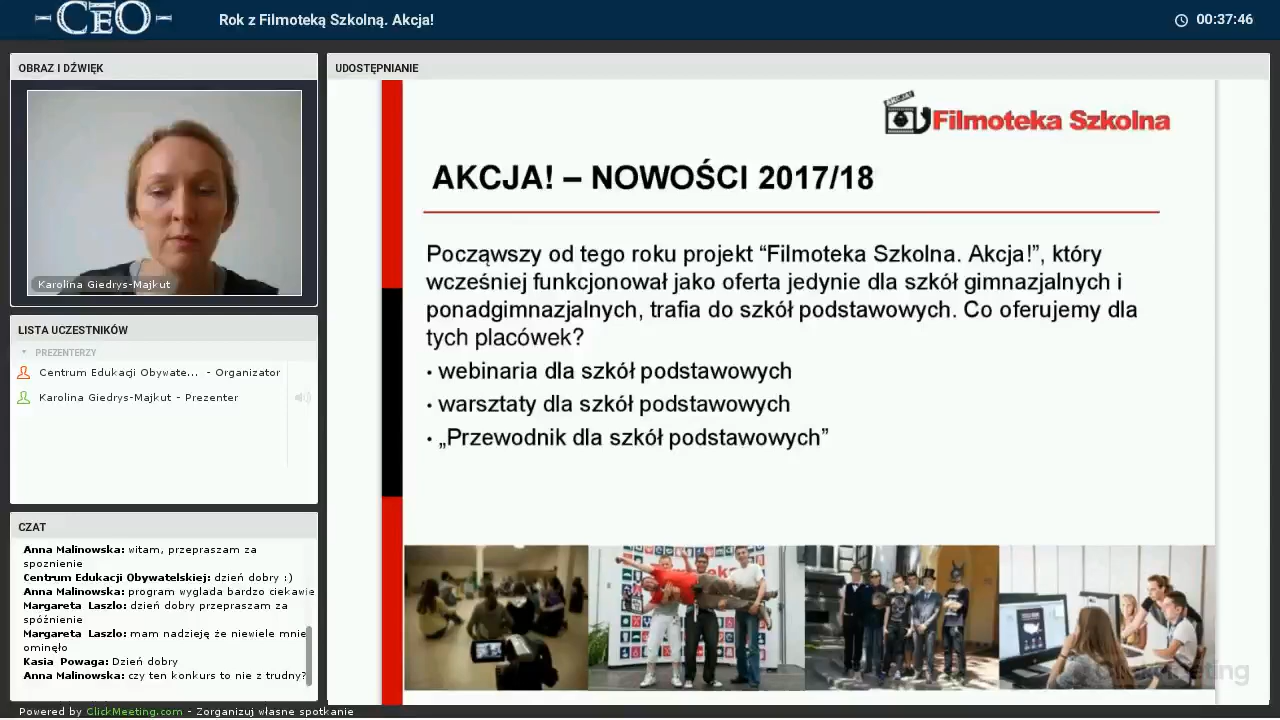 CEO
Rok z Filmoteką Szkolną. Akcja!
00:37:46
OBRAZ I DŹWIĘK
Karolina Giedrys-Majkut
LISTA UCZESTNIKÓW
PREZENTERZY
Centrum Edukacji Obywate... - Organizator
Karolina Giedrys-Majkut - Prezenter
CZAT
Anna Malinowska: witam, przepraszam za
spoznienie
Centrum Edukacji Obywatelskiej: dzień dobry :)
Anna Malinowska: program wyglada bardzo ciekawie
Margareta Laszlo: dzień dobry przepraszam za
spóźnienie
Margareta Laszlo: mam nadzieję że niewiele mnie
ominęło
Kasia Powaga: Dzień dobry
Anna Malinowska: czy ten konkurs to nie z trudny?
Powered by ClickMeeting.com - Zorganizuj własne spotkanie
UDOSTĘPNIANIE
AKCJA!
Filmoteka Szkolna
AKCJA! – NOWOŚCI 2017/18
Począwszy od tego roku projekt “Filmoteka Szkolna. Akcja!”, który
wcześniej funkcjonował jako oferta jedynie dla szkół gimnazjalnych i
ponadgimnazjalnych, trafia do szkół podstawowych. Co oferujemy dla
tych placówek?
• webinaria dla szkół podstawowych
• warsztaty dla szkół podstawowych
• „Przewodnik dla szkół podstawowych”